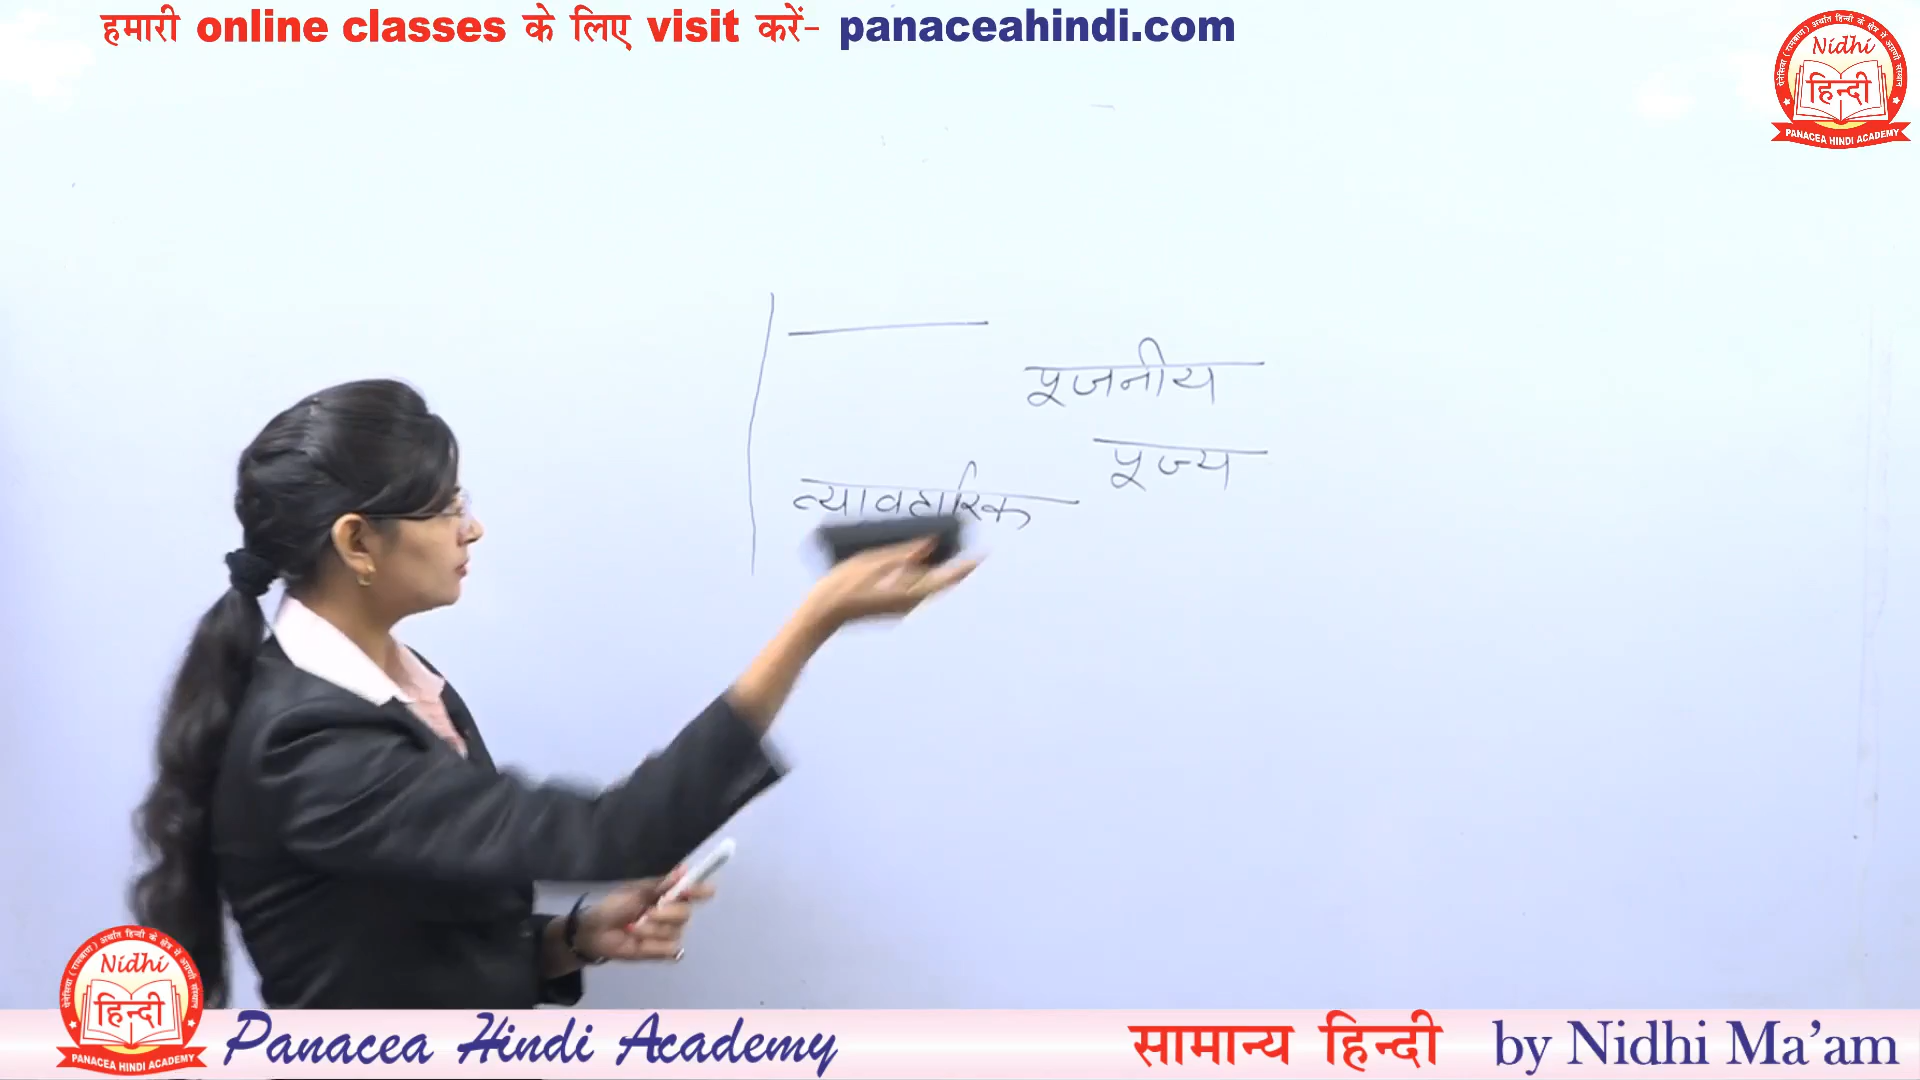 हमारी online classes के लिए visit करें- panaceahindi.com
Nidhi
हिन्दी
PANACEA HINDI ACADEMY
पूजनीय
पूज्य
व्यावहारिक
Nidhi
हिन्दी
PANACEA HINDI ACADEMY
Panacea Hindi Academy
सामान्य हिन्दी by Nidhi Ma'am